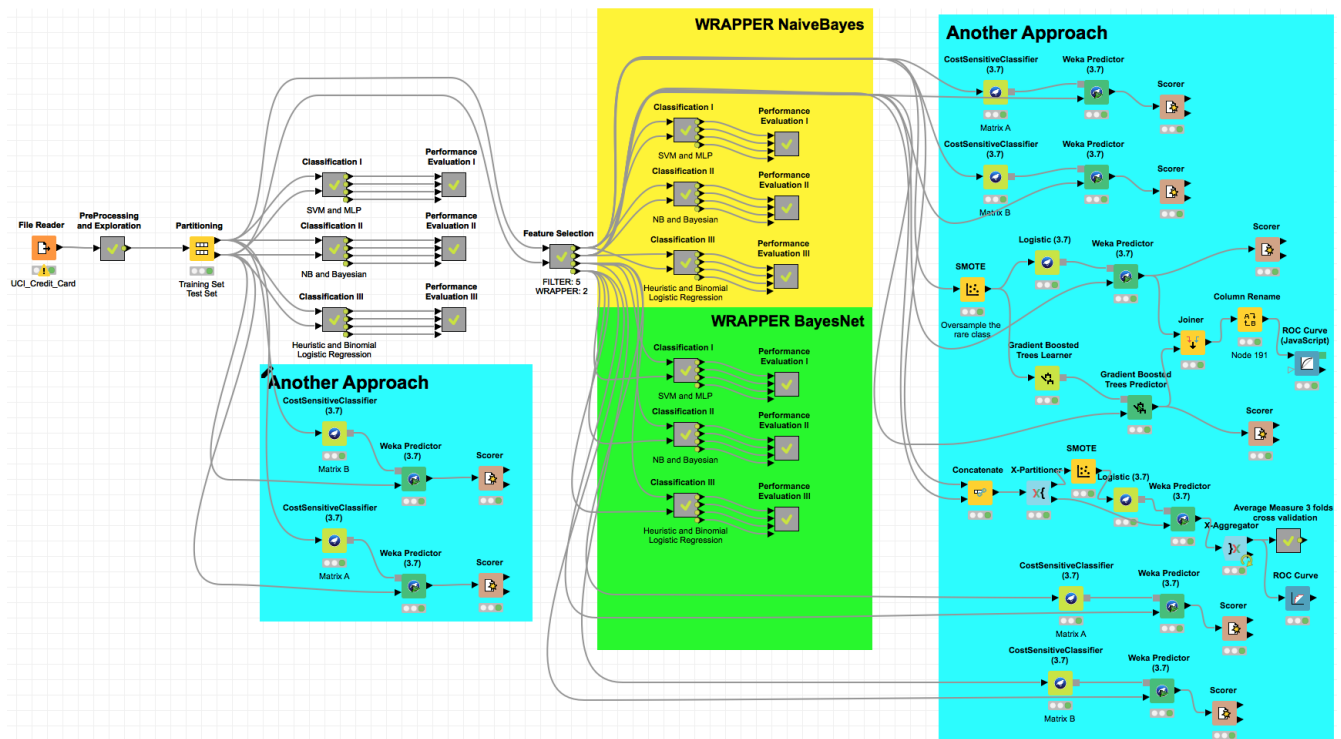 File Reader
UCI_Credit_Card
PreProcessing
and Exploration
Partitioning
Training Set
Test Set
Classification I
SVM and MLP
Performance
Evaluation I
Classification II
NB and Bayesian
Performance
Evaluation II
Classification III
Heuristic and Binomial
Logistic Regression
Performance
Evaluation III
Another Approach
CostSensitiveClassifier
(3.7)
Matrix B
Weka Predictor
(3.7)
Scorer
CostSensitiveClassifier
(3.7)
Matrix A
Weka Predictor
(3.7)
Scorer
Feature Selection
FILTER: 5
WRAPPER: 2
WRAPPER NaiveBayes
Classification I
SVM and MLP
Performance
Evaluation I
Classification II
NB and Bayesian
Performance
Evaluation II
Classification III
Heuristic and Binomial
Logistic Regression
Performance
Evaluation III
WRAPPER BayesNet
Classification I
SVM and MLP
Performance
Evaluation I
Classification II
NB and Bayesian
Performance
Evaluation II
Classification III
Heuristic and Binomial
Logistic Regression
Performance
Evaluation III
Another Approach
CostSensitiveClassifier
(3.7)
Matrix A
Weka Predictor
(3.7)
Scorer
CostSensitiveClassifier
(3.7)
Matrix B
Weka Predictor
(3.7)
Scorer
SMOTE
Oversample the
rare class
Logistic (3.7)
Weka Predictor
(3.7)
Scorer
Gradient Boosted
Trees Learner
Gradient Boosted
Trees Predictor
Joiner
Column Rename
Node 191
ROC Curve
(JavaScript)
Scorer
Concatenate
X-Partitioner
SMOTE
Logistic (3.7)
Weka Predictor
(3.7)
X-Aggregator
Average Measure 3 folds
cross validation
ROC Curve
CostSensitiveClassifier
(3.7)
Matrix A
Weka Predictor
(3.7)
Scorer
CostSensitiveClassifier
(3.7)
Matrix B
Weka Predictor
(3.7)
Scorer